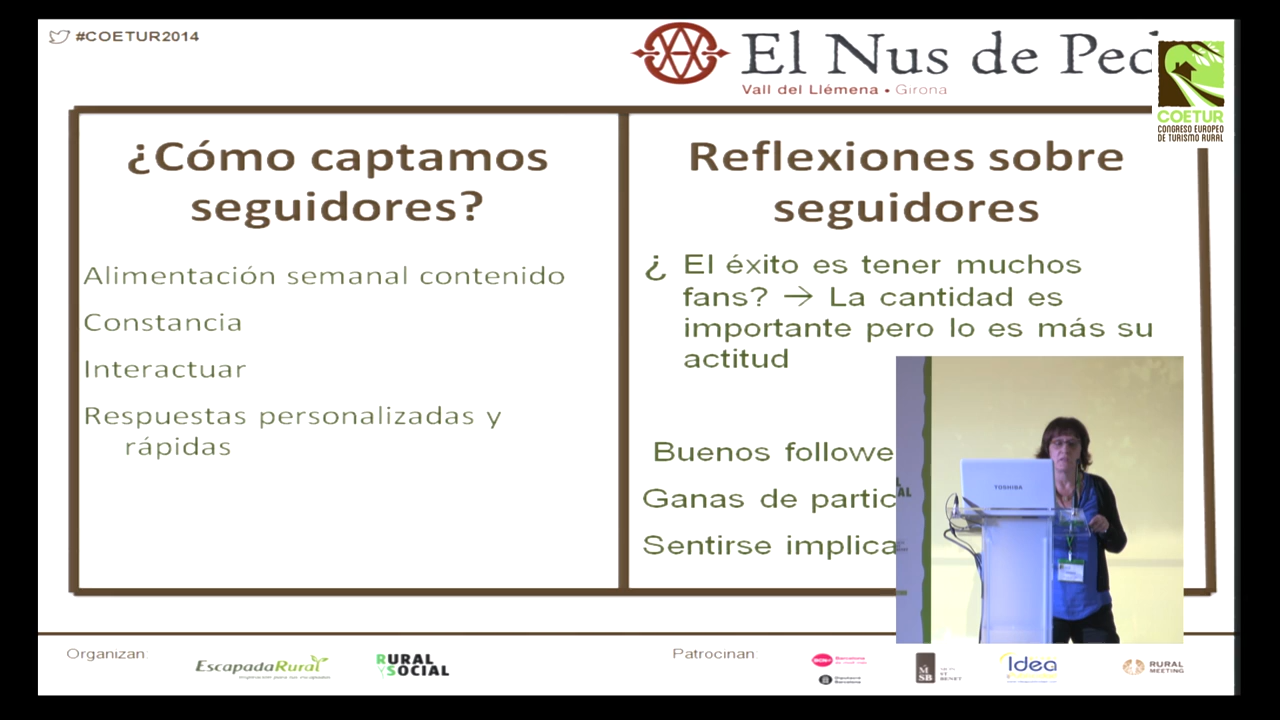 #COETUR2014
El Nus de Ped
Vall del Llémena • Girona
COETUR
CONGRESO EUROPEO
DE TURISMO RURAL
¿Cómo captamos
seguidores?
Alimentación semanal contenido
Constancia
Interactuar
Respuestas personalizadas y
rápidas
Reflexiones sobre
seguidores
¿ El éxito es tener muchos
fans? → La cantidad es
importante pero lo es más su
actitud
Buenos followe
Ganas de partic
Sentirse implica
TOSHIBA
Organizan:
EscapadaRural
RURAL
SOCIAL
Patrocinan:
Diputació
Barcelona
MSB
Idea
RURAL
MEETING